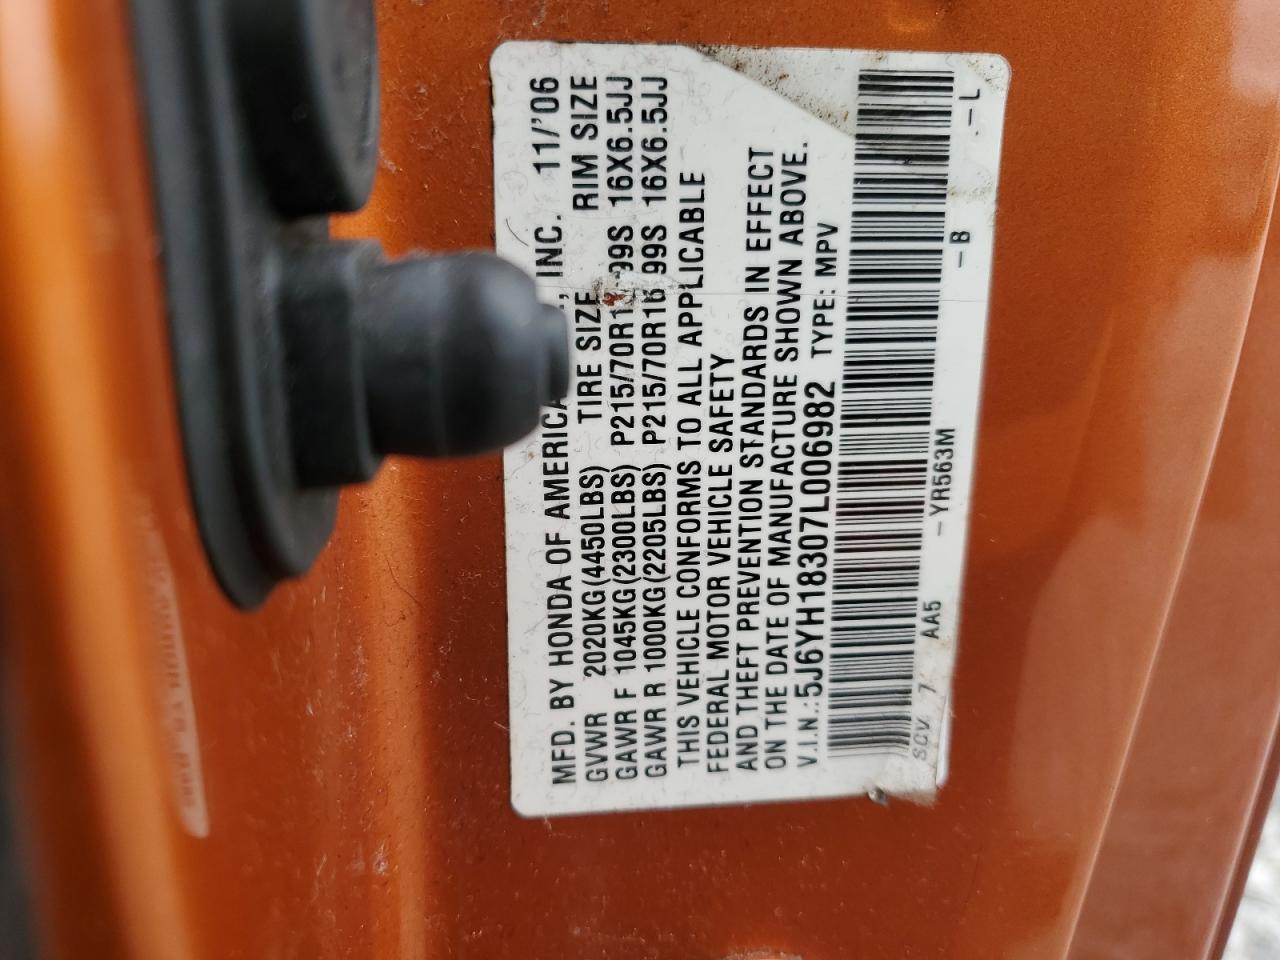 MFD. BY HONDA OF AMERICA , INC. 11/'06
GVWR 2020KG(4450LBS) TIRE SIZE RIM SIZE
GAWR F 1045KG(2300LBS) P215/70R1 99S 16X6.5JJ
GAWR R 1000KG(2205LBS) P215/70R16 99S 16X6.5JJ
THIS VEHICLE CONFORMS TO ALL APPLICABLE
FEDERAL MOTOR VEHICLE SAFETY
AND THEFT PREVENTION STANDARDS IN EFFECT
ON THE DATE OF MANUFACTURE SHOWN ABOVE.
V.I.N.:5J6YH18307L006982 TYPE: MPV
SCV 7 AA5 -YR563M -B -L